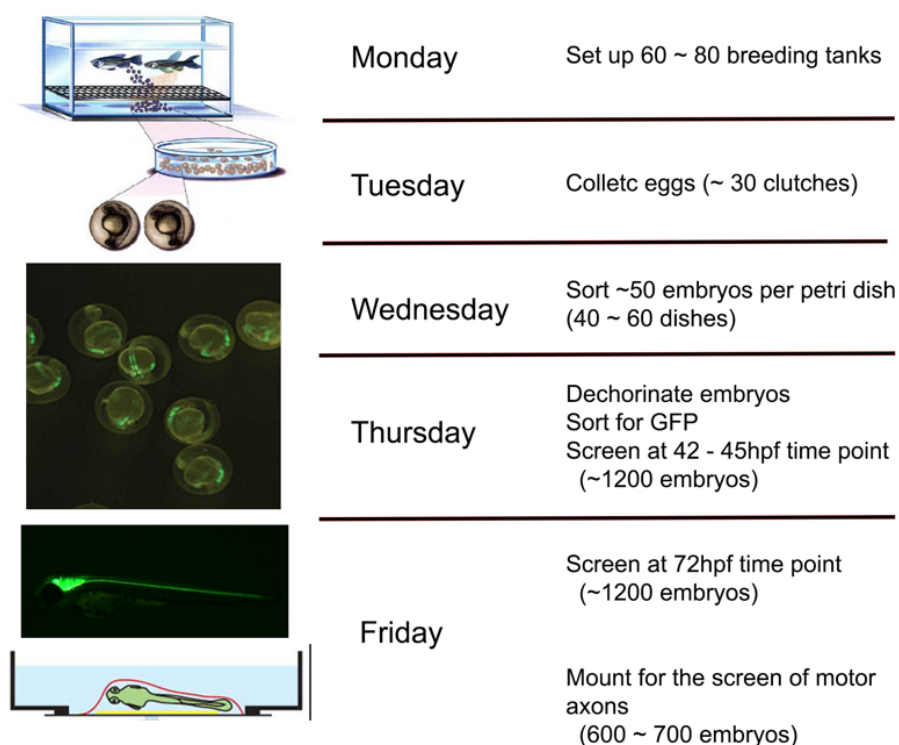 Monday
Set up 60 ~ 80 breeding tanks
Tuesday
Colletc eggs (~ 30 clutches)
Wednesday
Sort ~50 embryos per petri dish
(40 ~ 60 dishes)
Thursday
Dechorinate embryos
Sort for GFP
Screen at 42 - 45hpf time point
(~1200 embryos)
Friday
Screen at 72hpf time point
(~1200 embryos)
Mount for the screen of motor
axons
(600 ~ 700 embryos)